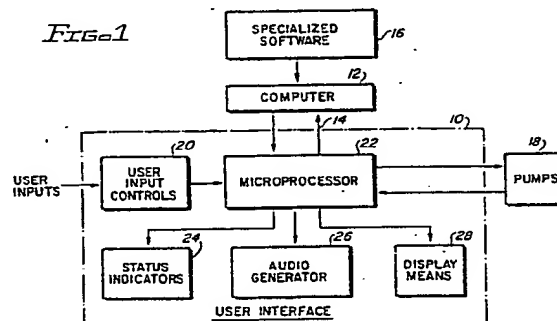 FIG.1
SPECIALIZED
SOFTWARE
16
12
COMPUTER
14
10
20
22
18
USER INPUTS
USER
INPUT
CONTROLS
MICROPROCESSOR
PUMPS
24
26
28
STATUS
INDICATORS
AUDIO
GENERATOR
DISPLAY
MEANS
USER INTERFACE